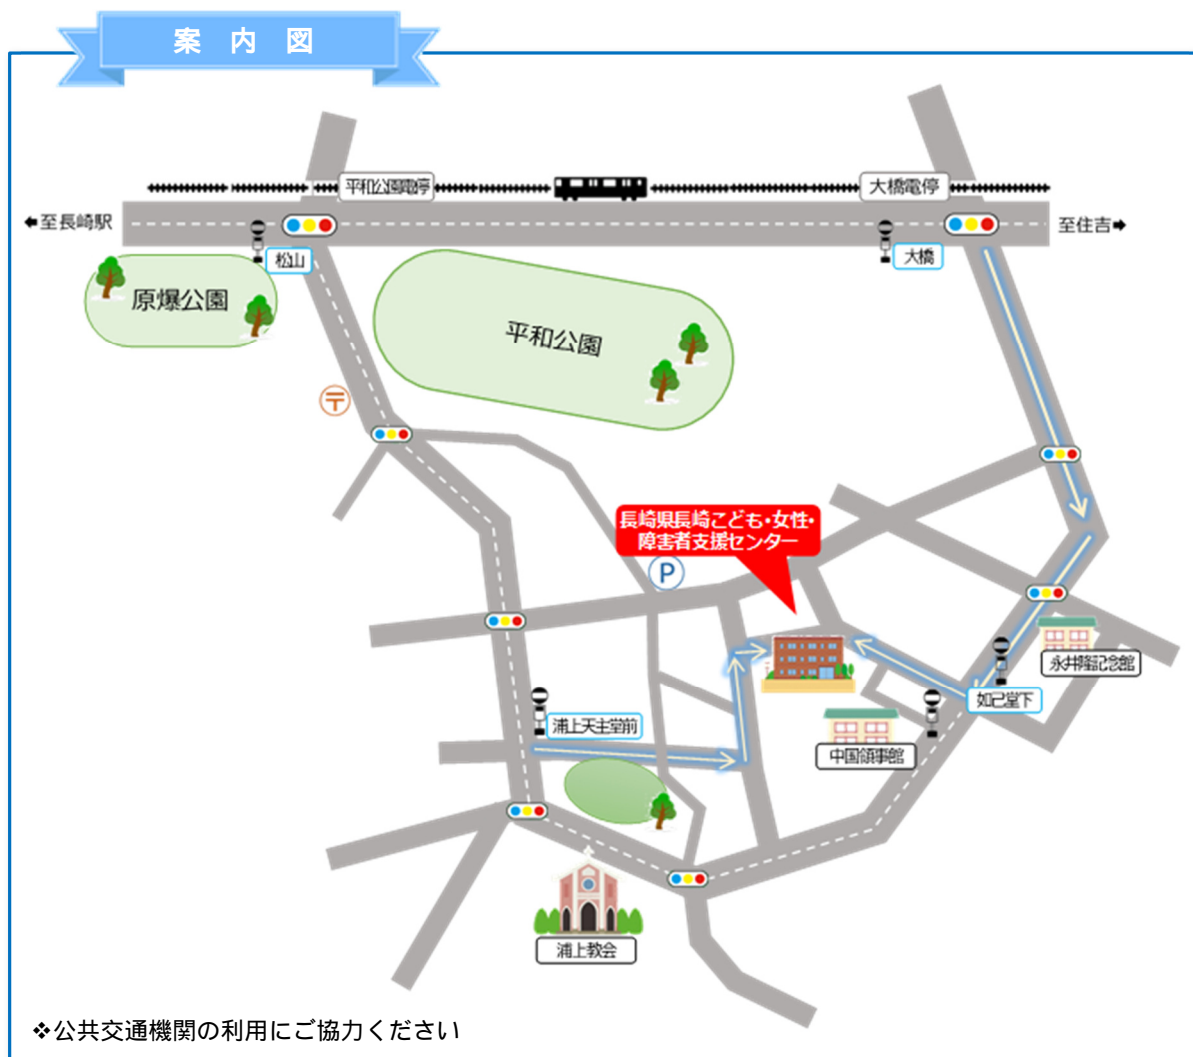 案内図
平和公園電停
大橋電停
←至長崎駅
至住吉→
松山
大橋
原爆公園
平和公園
〒
長崎県長崎こども・女性・
障害者支援センター
P
永井隆記念館
如己堂下
浦上天主堂前
中国領事館
浦上教会
❖公共交通機関の利用にご協力ください